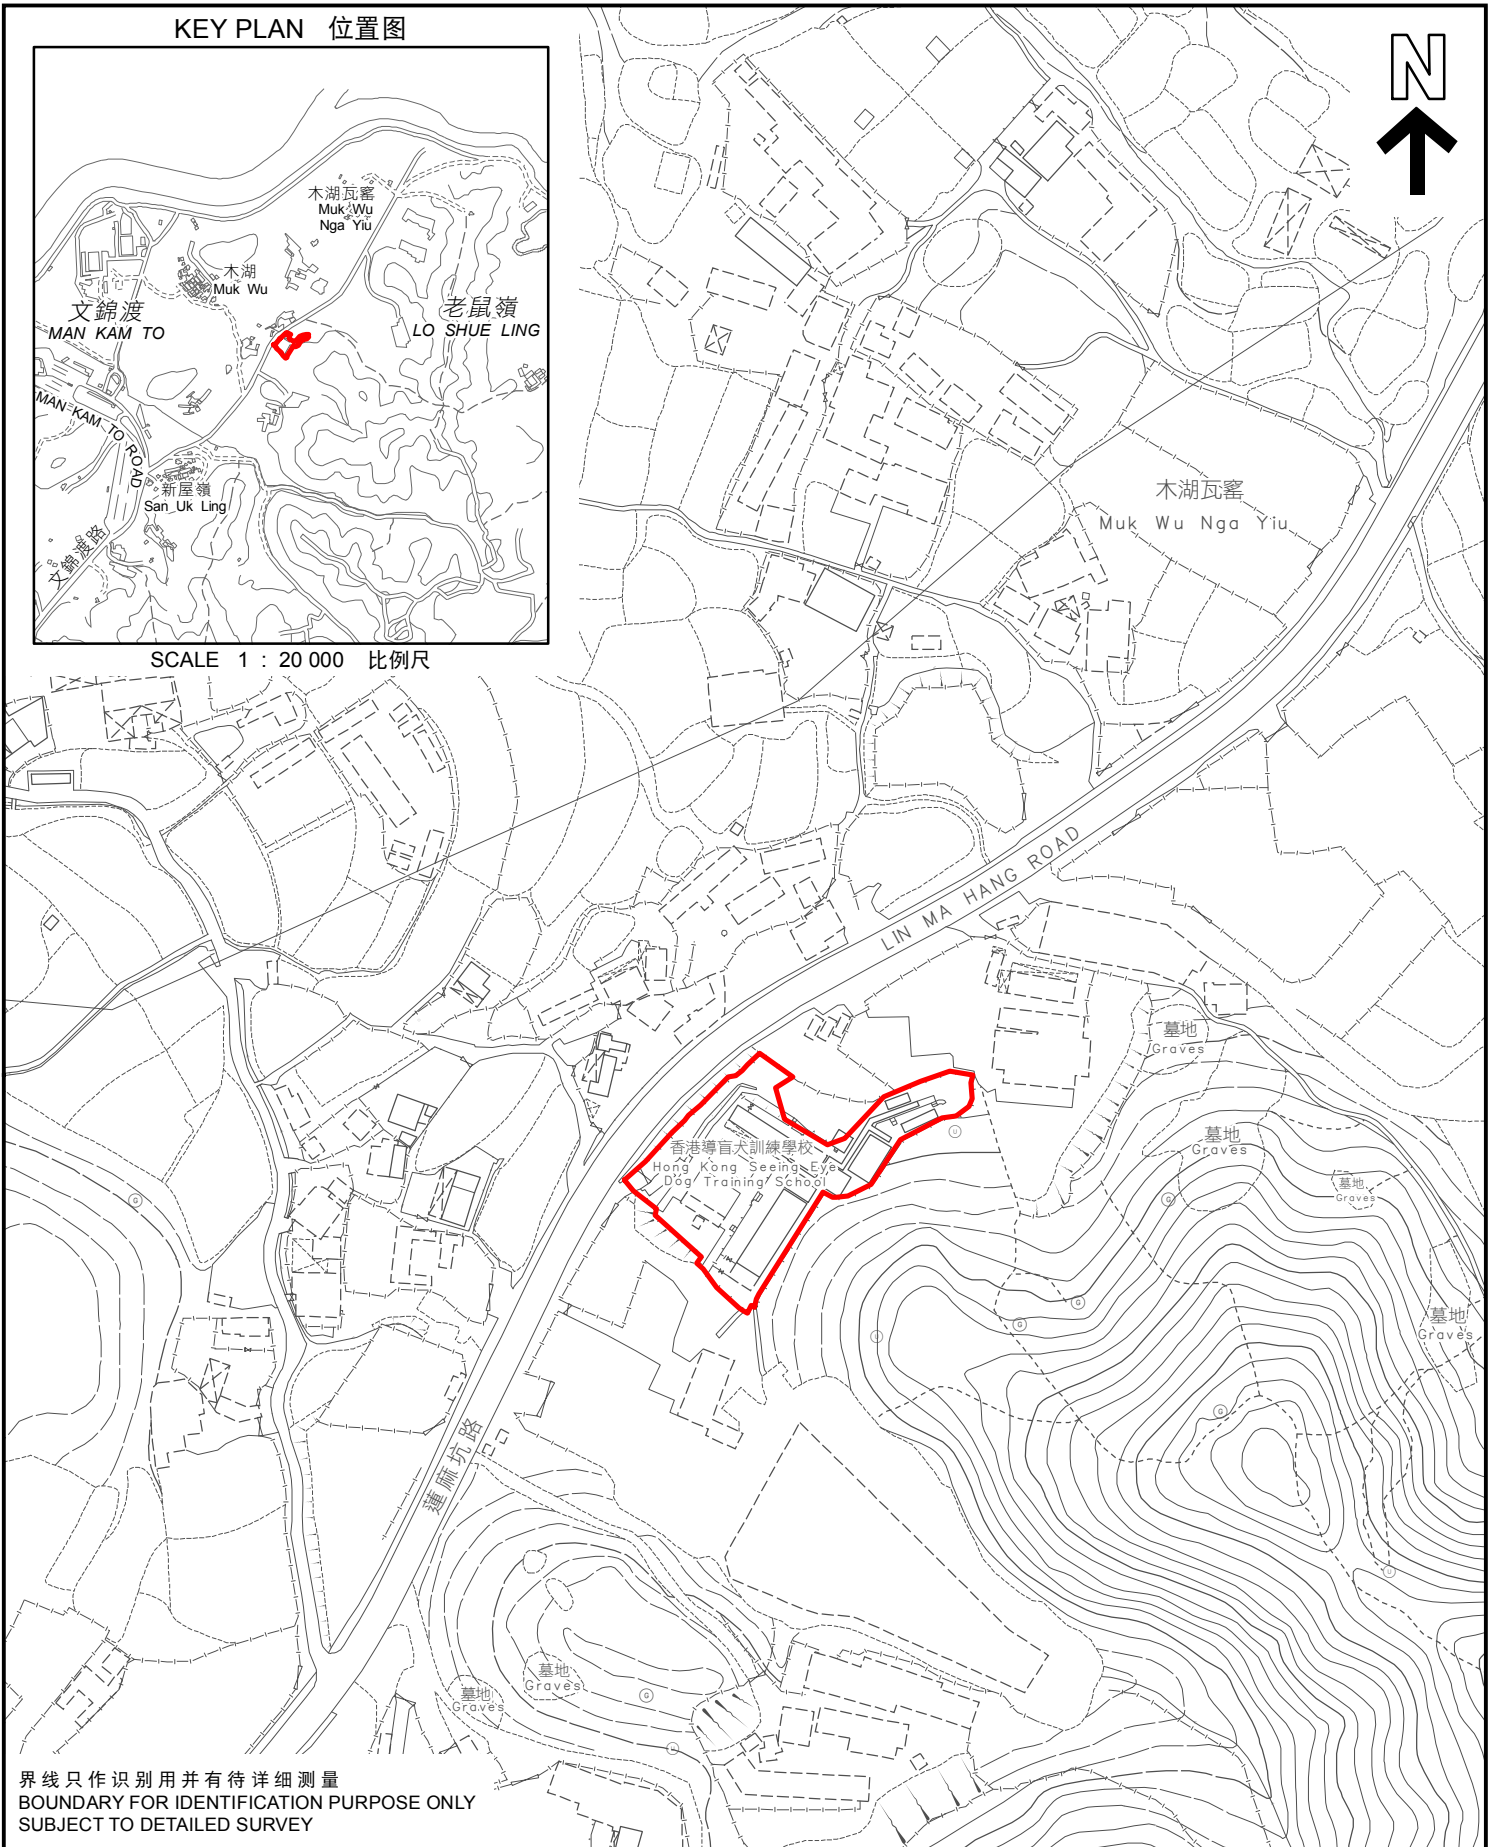 KEY PLAN 位置图
N
木湖瓦窰
Muk Wu
Nga Yiu
木湖
Muk Wu
文錦渡
MAN KAM TO
老鼠嶺
LO SHUE LING
MAN KAM TO ROAD
新屋嶺
San Uk Ling
文錦渡路
SCALE 1 : 20 000 比例尺
木湖瓦窰
Muk Wu Nga Yiu
LIN MA HANG ROAD
墓地
Graves
墓地
Graves
墓地
Graves
香港導盲犬訓練學校
Hong Kong Seeing Eye
Dog Training School
U
G
G
G
U
G
墓地
Graves
G
蓮麻坑路
U
墓地
Graves
墓地
Graves
G
U
界线只作识别用并有待详细测量
BOUNDARY FOR IDENTIFICATION PURPOSE ONLY
SUBJECT TO DETAILED SURVEY